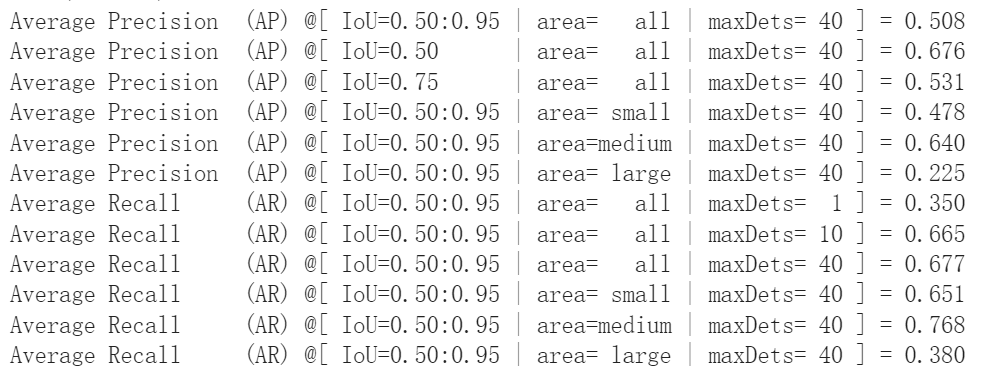 Average Precision  (AP) @[ IoU=0.50:0.95 | area=   all | maxDets= 40 ] = 0.508
Average Precision  (AP) @[ IoU=0.50      | area=   all | maxDets= 40 ] = 0.676
Average Precision  (AP) @[ IoU=0.75      | area=   all | maxDets= 40 ] = 0.531
Average Precision  (AP) @[ IoU=0.50:0.95 | area= small | maxDets= 40 ] = 0.478
Average Precision  (AP) @[ IoU=0.50:0.95 | area=medium | maxDets= 40 ] = 0.640
Average Precision  (AP) @[ IoU=0.50:0.95 | area= large | maxDets= 40 ] = 0.225
Average Recall     (AR) @[ IoU=0.50:0.95 | area=   all | maxDets=  1 ] = 0.350
Average Recall     (AR) @[ IoU=0.50:0.95 | area=   all | maxDets= 10 ] = 0.665
Average Recall     (AR) @[ IoU=0.50:0.95 | area=   all | maxDets= 40 ] = 0.677
Average Recall     (AR) @[ IoU=0.50:0.95 | area= small | maxDets= 40 ] = 0.651
Average Recall     (AR) @[ IoU=0.50:0.95 | area=medium | maxDets= 40 ] = 0.768
Average Recall     (AR) @[ IoU=0.50:0.95 | area= large | maxDets= 40 ] = 0.380